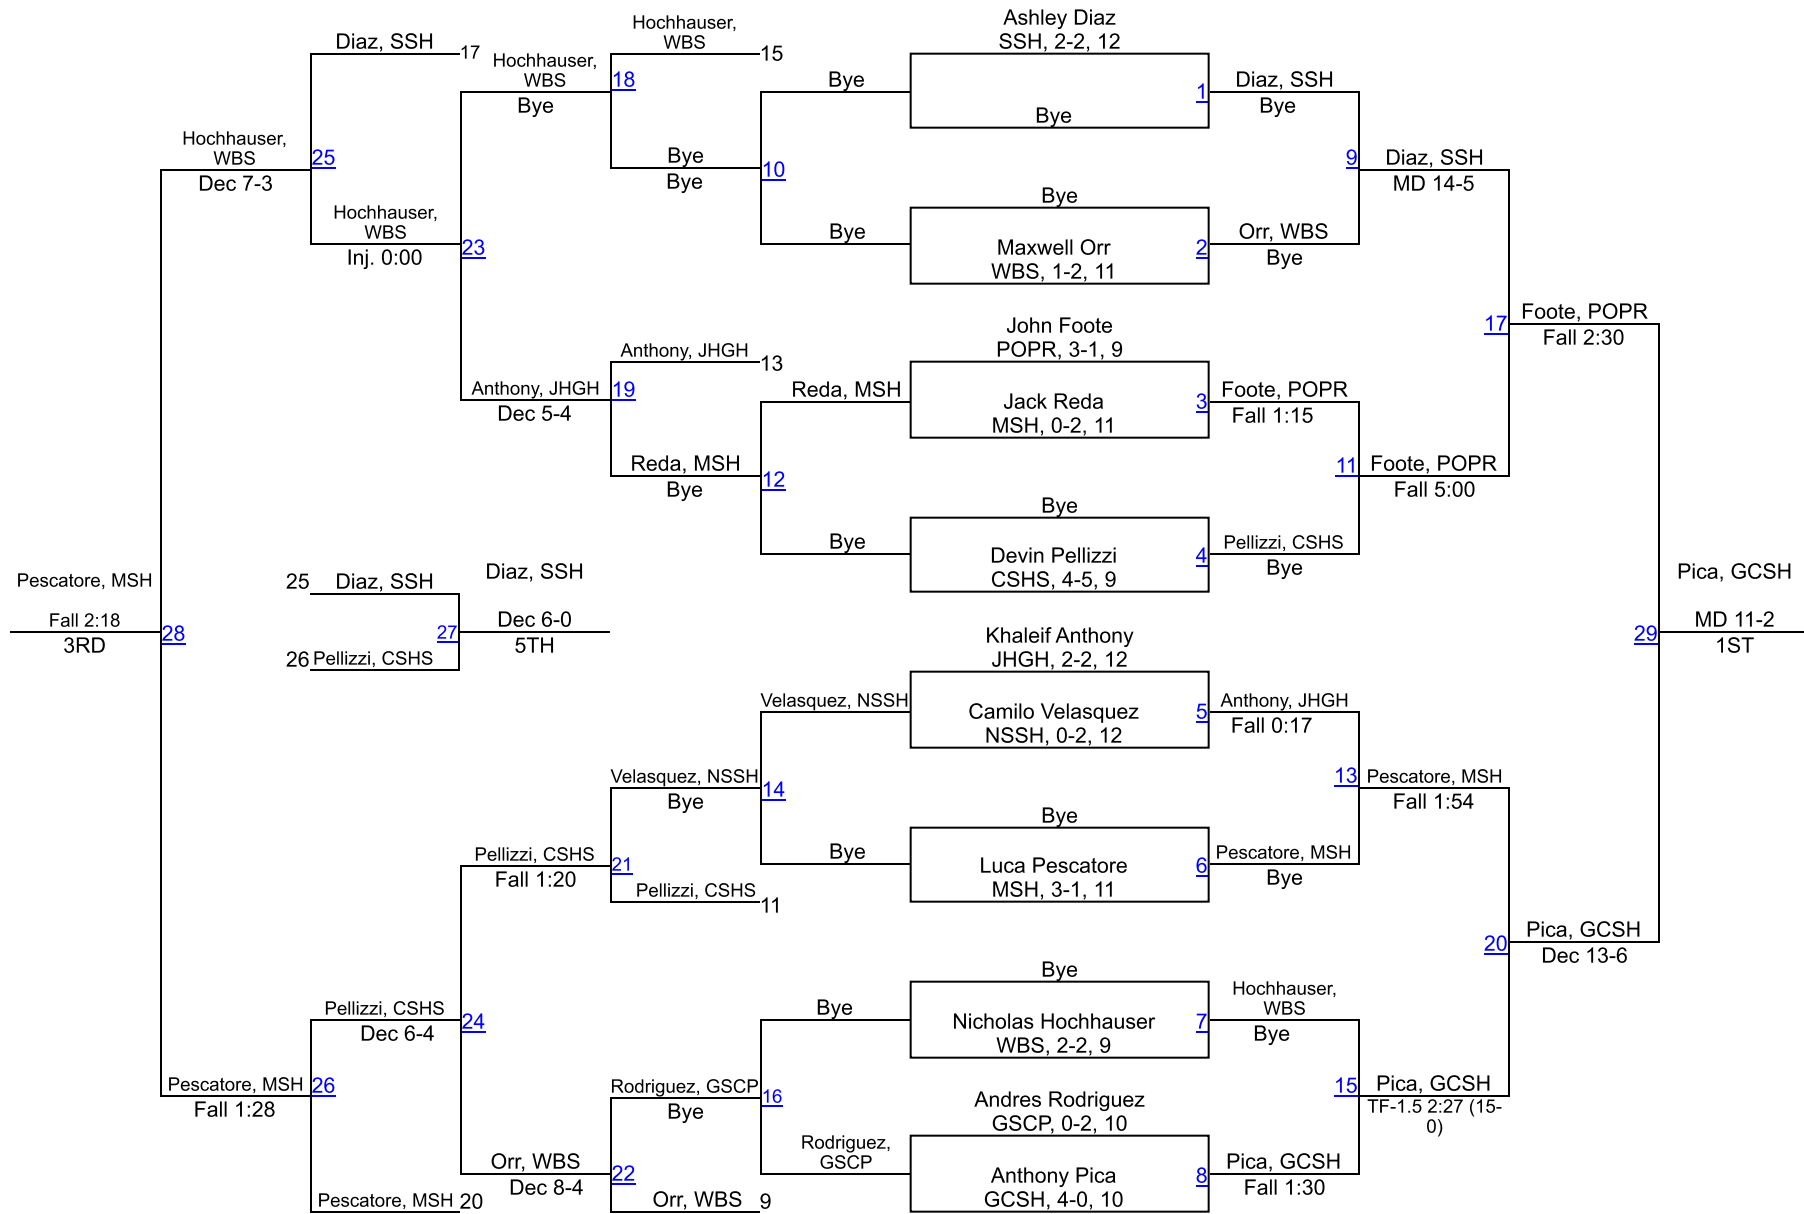 Ashley Diaz
SSH, 2-2, 12
Hochhauser,
WBS
15
Diaz, SSH
17
Hochhauser,
WBS
18
Bye
Bye
1
Diaz, SSH
Bye
Bye
Hochhauser,
WBS
25
Dec 7-3
Bye
10
Bye
9
Diaz, SSH
MD 14-5
Bye
Hochhauser,
WBS
23
Inj. 0:00
Bye
Maxwell Orr
WBS, 1-2, 11
2
Orr, WBS
Bye
John Foote
POPR, 3-1, 9
17
Foote, POPR
Fall 2:30
Anthony, JHGH
13
Anthony, JHGH
19
Dec 5-4
Reda, MSH
Jack Reda
MSH, 0-2, 11
3
Foote, POPR
Fall 1:15
Reda, MSH
12
Bye
11
Foote, POPR
Fall 5:00
Bye
Bye
Devin Pellizzi
CSHS, 4-5, 9
4
Pellizzi, CSHS
Bye
Pescatore, MSH
Fall 2:18
3RD
28
25
Diaz, SSH
Diaz, SSH
27
Dec 6-0
5TH
26
Pellizzi, CSHS
Pica, GCSH
29
MD 11-2
1ST
Khaleif Anthony
JHGH, 2-2, 12
Velasquez, NSSH
Camilo Velasquez
NSSH, 0-2, 12
5
Anthony, JHGH
Fall 0:17
Velasquez, NSSH
14
Bye
13
Pescatore, MSH
Fall 1:54
Bye
Pellizzi, CSHS
21
Fall 1:20
Bye
Luca Pescatore
MSH, 3-1, 11
6
Pescatore, MSH
Bye
Pellizzi, CSHS
11
20
Pica, GCSH
Dec 13-6
Bye
Pellizzi, CSHS
24
Dec 6-4
Bye
Nicholas Hochhauser
WBS, 2-2, 9
7
Hochhauser,
WBS
Bye
Pescatore, MSH
26
Fall 1:28
Rodriguez, GSCP
16
Bye
Andres Rodriguez
GSCP, 0-2, 10
15
Pica, GCSH
TF-1.5 2:27 (15-
0)
Orr, WBS
22
Dec 8-4
Rodriguez,
GSCP
Anthony Pica
GCSH, 4-0, 10
8
Pica, GCSH
Fall 1:30
Pescatore, MSH
20
Orr, WBS
9